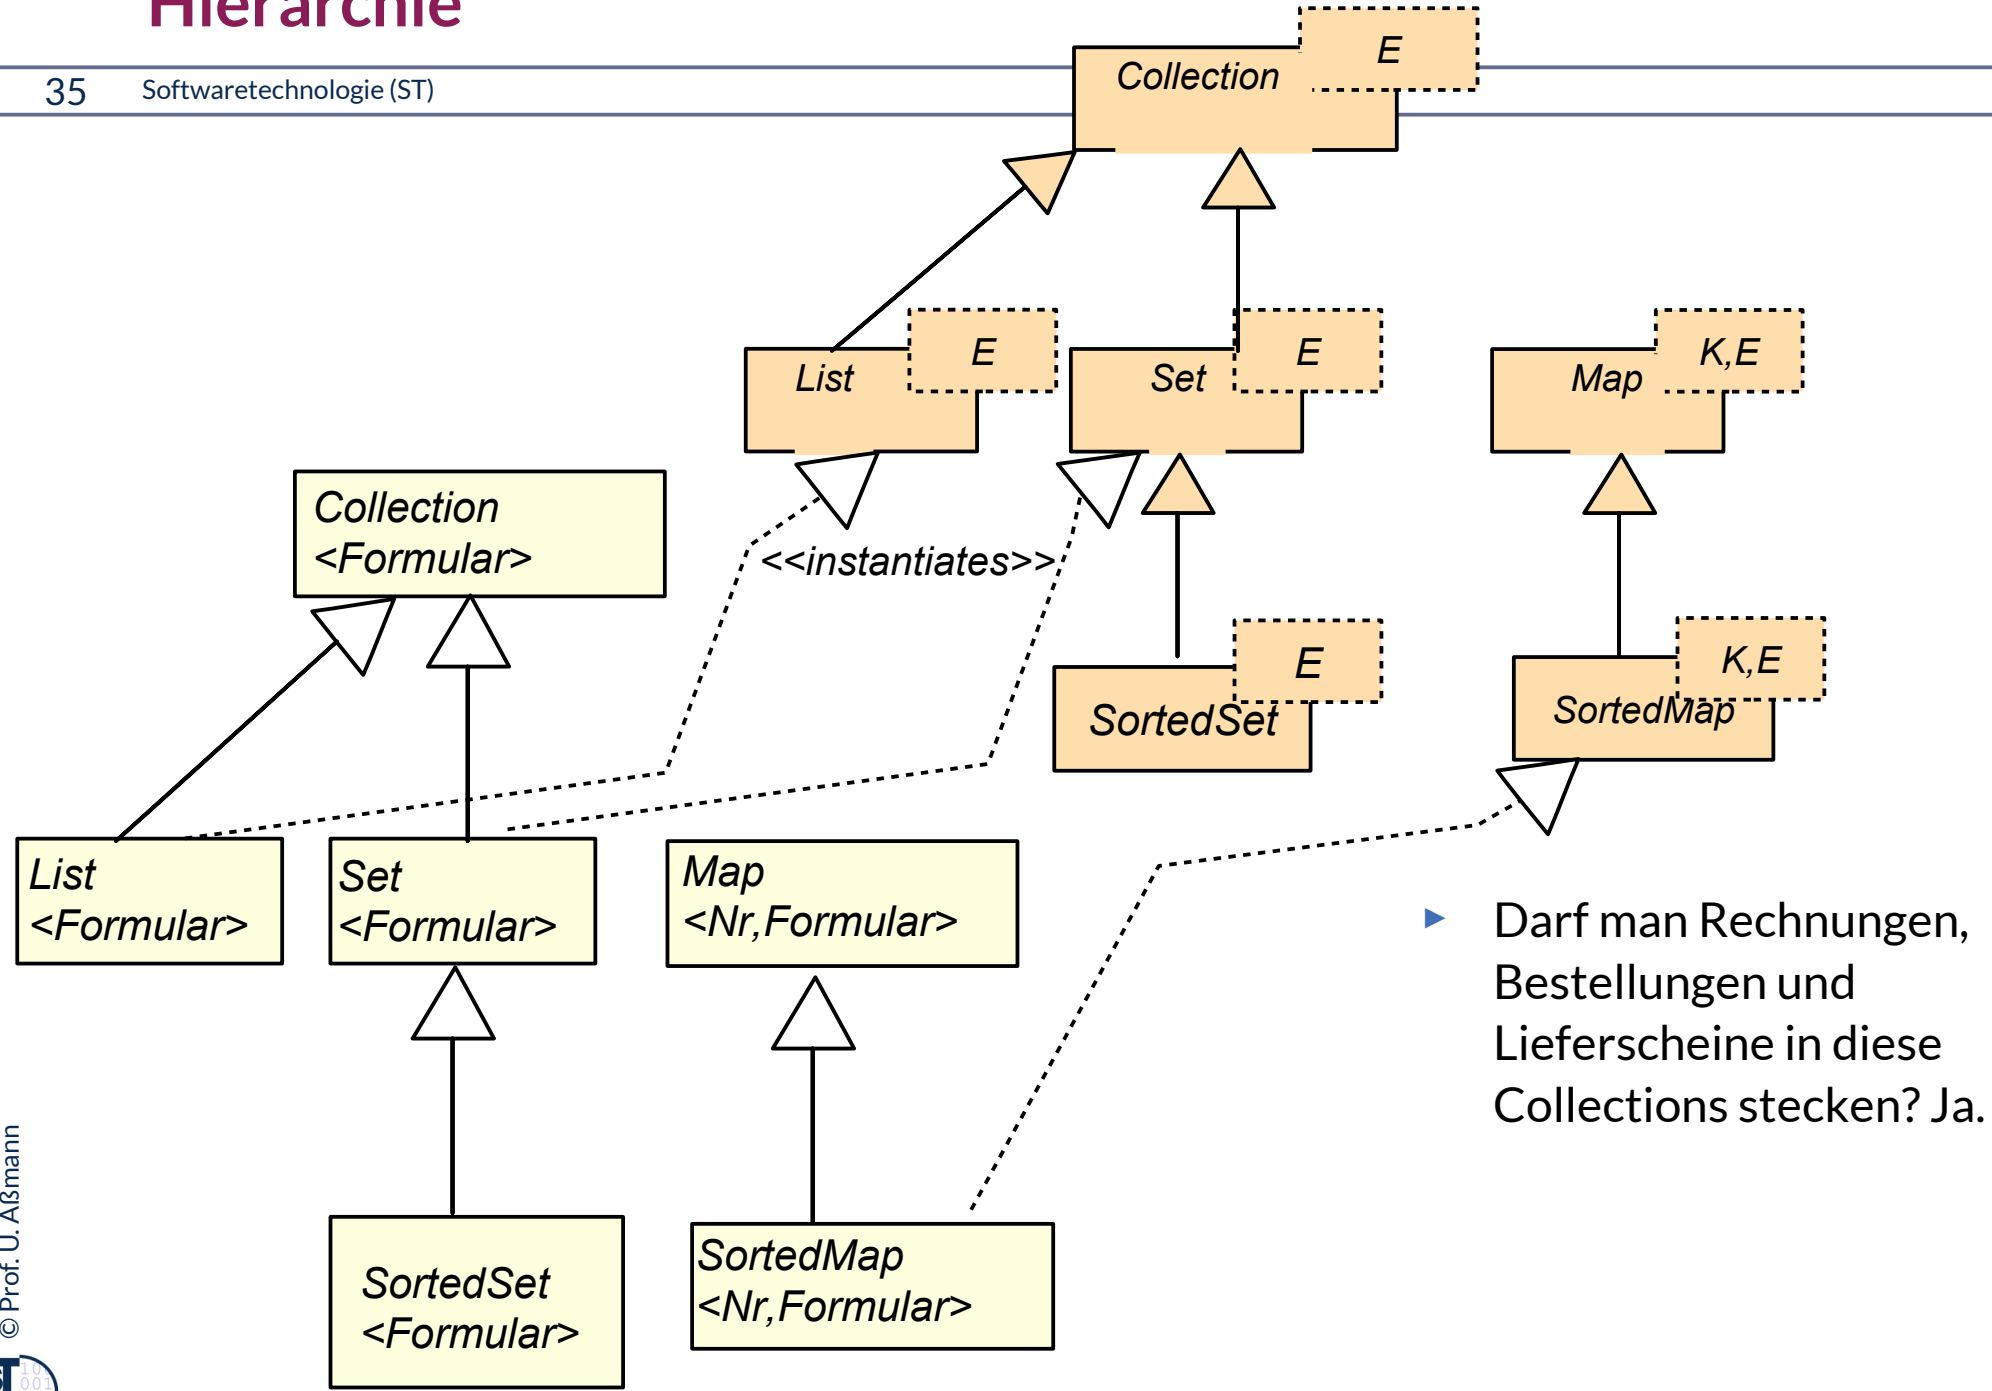 Hierarchie
35
Softwaretechnologie (ST)
Collection
E
List
E
Set
E
Map
K,E
Collection
<Formular>
<<instantiates>>
SortedSet
E
SortedMap
K,E
List
<Formular>
Set
<Formular>
Map
<Nr,Formular>
Darf man Rechnungen,
Bestellungen und
Lieferscheine in diese
Collections stecken? Ja.
SortedSet
<Formular>
SortedMap
<Nr,Formular>
© Prof. U. Aßmann